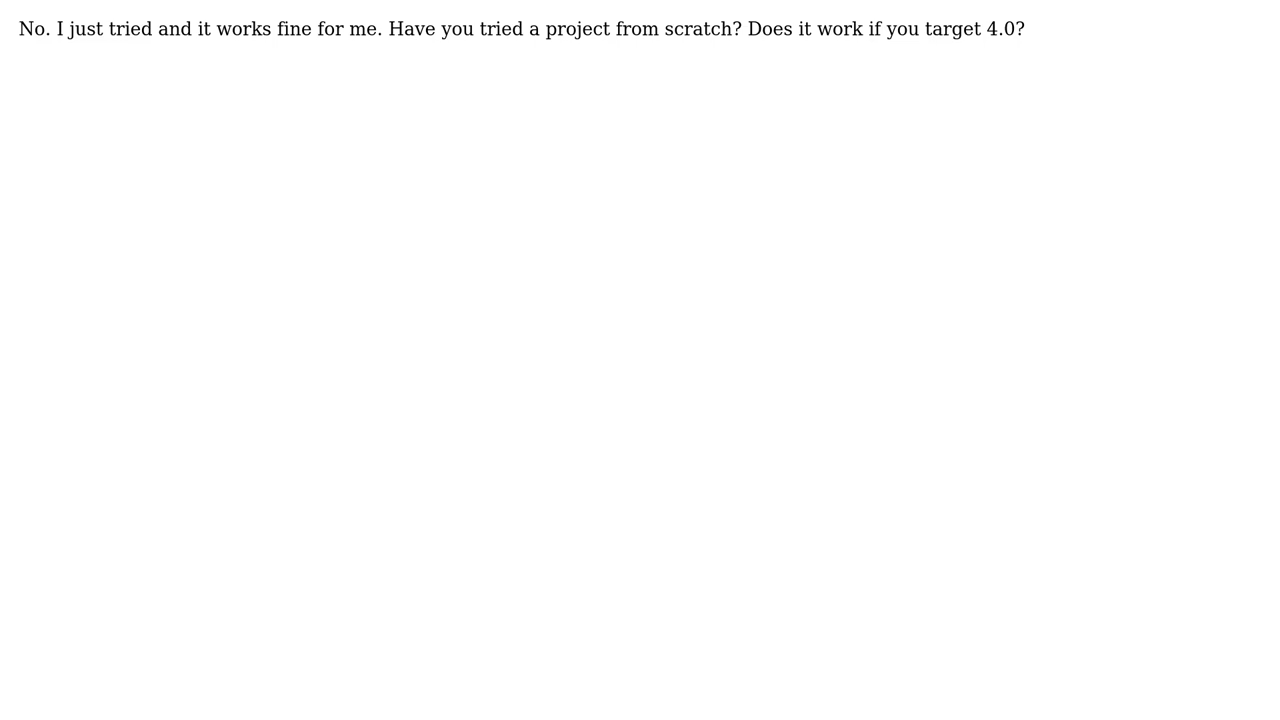 No. I just tried and it works fine for me. Have you tried a project from scratch? Does it work if you target 4.0?